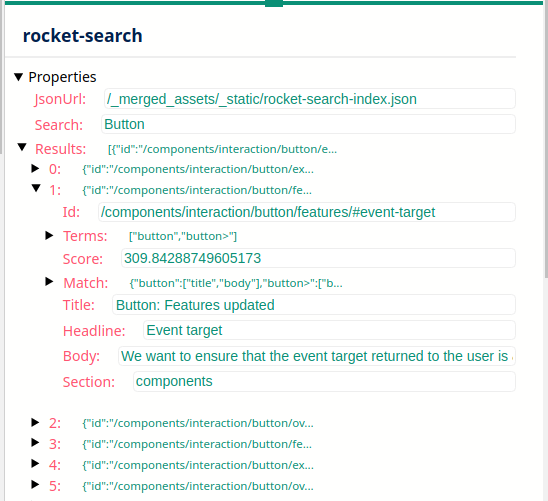 rocket-search
▼ Properties
JsonUrl: /_merged_assets/_static/rocket-search-index.json
Search: Button
▼ Results: [{"id":"/components/interaction/button/e...
▶ 0: {"id":"/components/interaction/button/ex...
▼ 1: {"id":"/components/interaction/button/fe...
Id: /components/interaction/button/features/#event-target
▶ Terms: ["button","button>"]
Score: 309.84288749605173
▶ Match: {"button":["title","body"],"button>":["b...
Title: Button: Features updated
Headline: Event target
Body: We want to ensure that the event target returned to the user is
Section: components
▶ 2: {"id":"/components/interaction/button/ov...
▶ 3: {"id":"/components/interaction/button/fe...
▶ 4: {"id":"/components/interaction/button/ex...
▶ 5: {"id":"/components/interaction/button/ov...